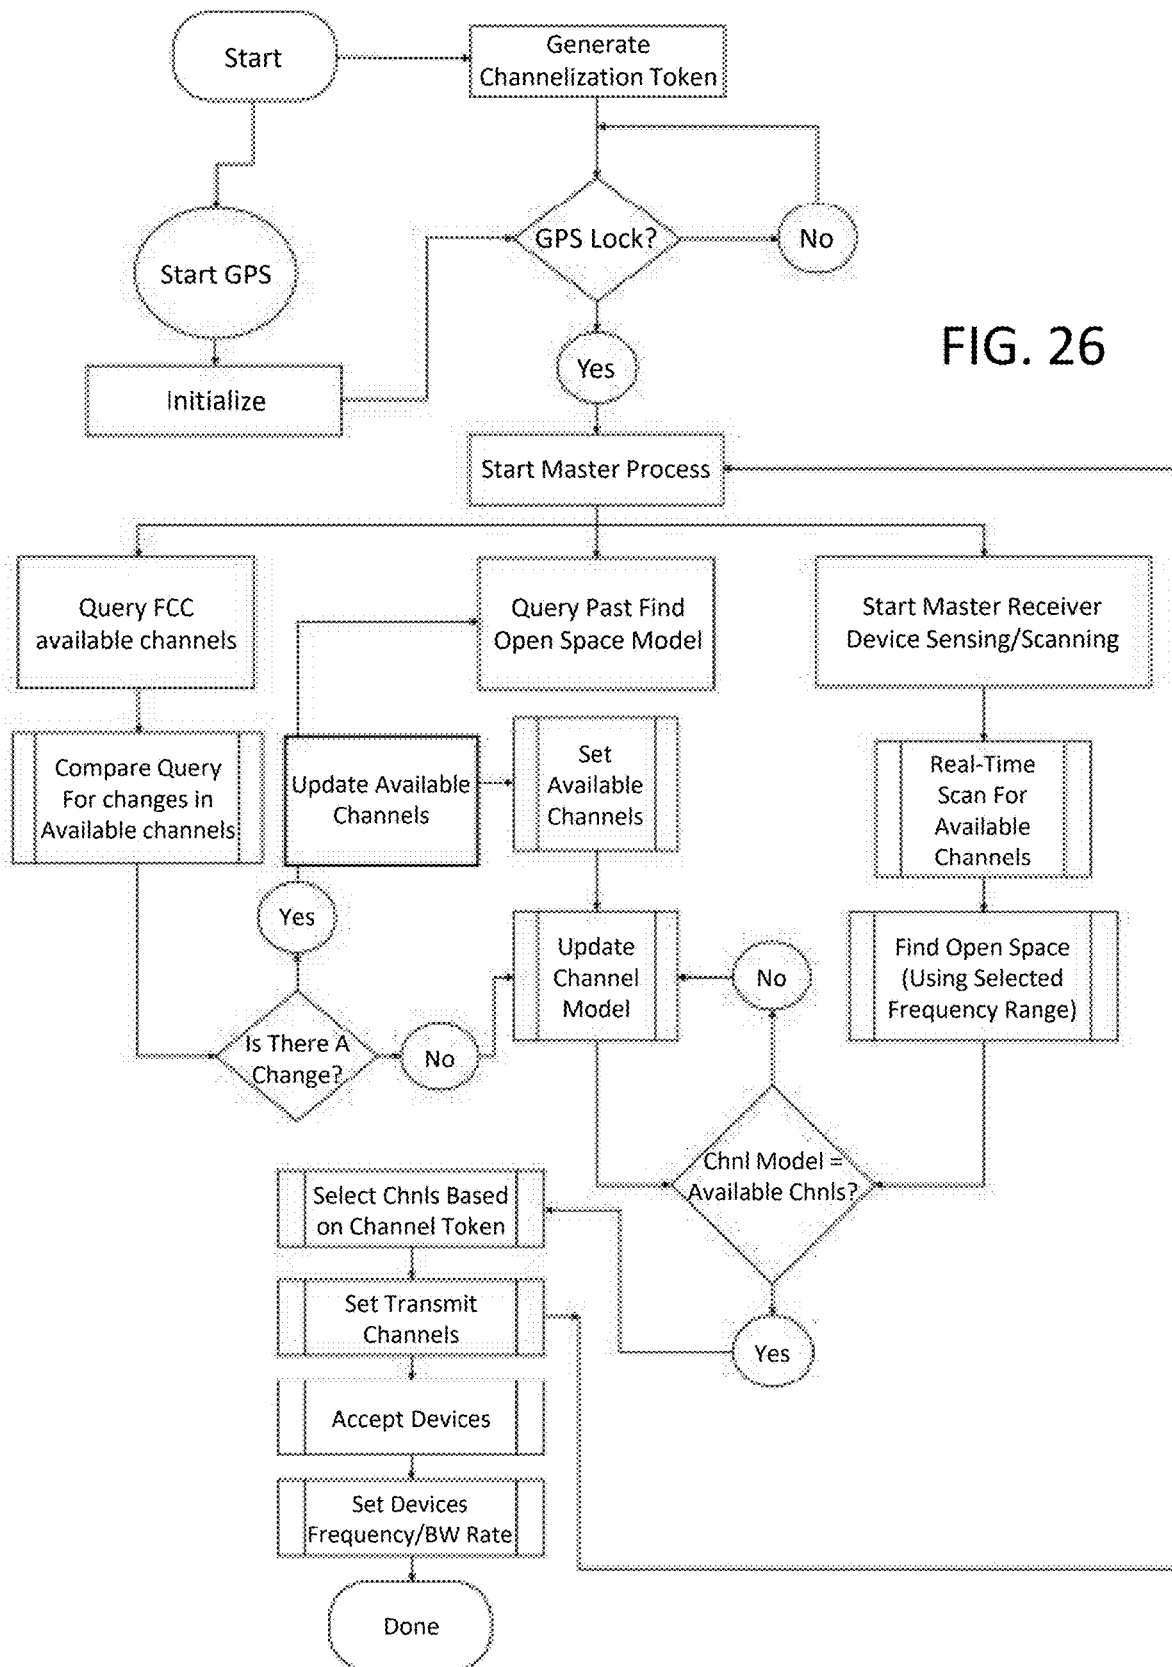 Start
Generate
Channelization Token
GPS Lock?
No
Start GPS
Yes
FIG. 26
Initialize
Start Master Process
Query FCC
available channels
Query Past Find
Open Space Model
Start Master Receiver
Device Sensing/Scanning
Compare Query
For changes in
Available channels
Update Available
Channels
Set
Available
Channels
Real-Time
Scan For
Available
Channels
Yes
Update
Channel
Model
No
Find Open Space
(Using Selected
Frequency Range)
Is There A
Change?
No
Chnl Model =
Available Chnls?
Select Chnls Based
on Channel Token
Set Transmit
Channels
Yes
Accept Devices
Set Devices
Frequency/BW Rate
Done